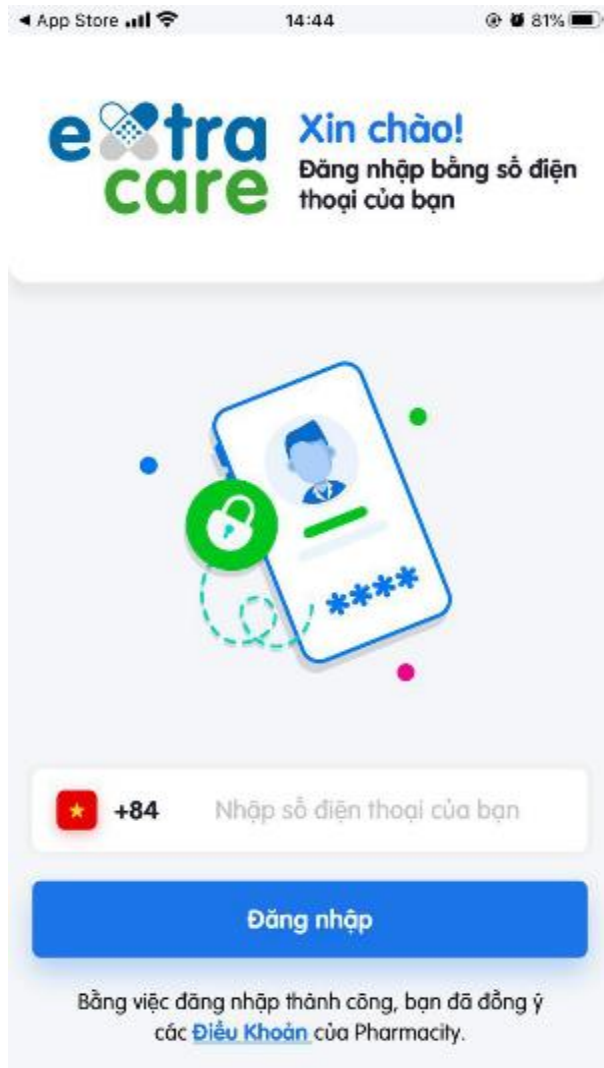 App Store 14:44 81%
extra
care
Xin chào!
Đăng nhập bằng số điện
thoại của bạn
****
+84 Nhập số điện thoại của bạn
Đăng nhập
Bằng việc đăng nhập thành công, bạn đã đồng ý
các Điều Khoản của Pharmacity.